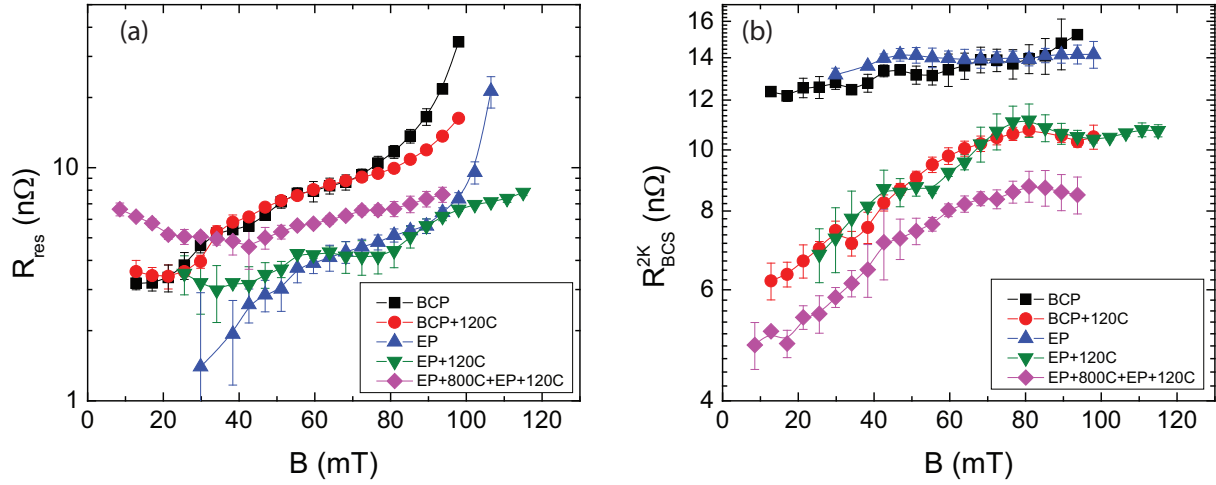 (a)
R_res (nΩ)
10
1
0 20 40 60 80 100 120
B (mT)
BCP
BCP+120C
EP
EP+120C
EP+800C+EP+120C
(b)
R^2K_BCS (nΩ)
16
14
12
10
8
6
4
0 20 40 60 80 100 120
B (mT)
BCP
BCP+120C
EP
EP+120C
EP+800C+EP+120C